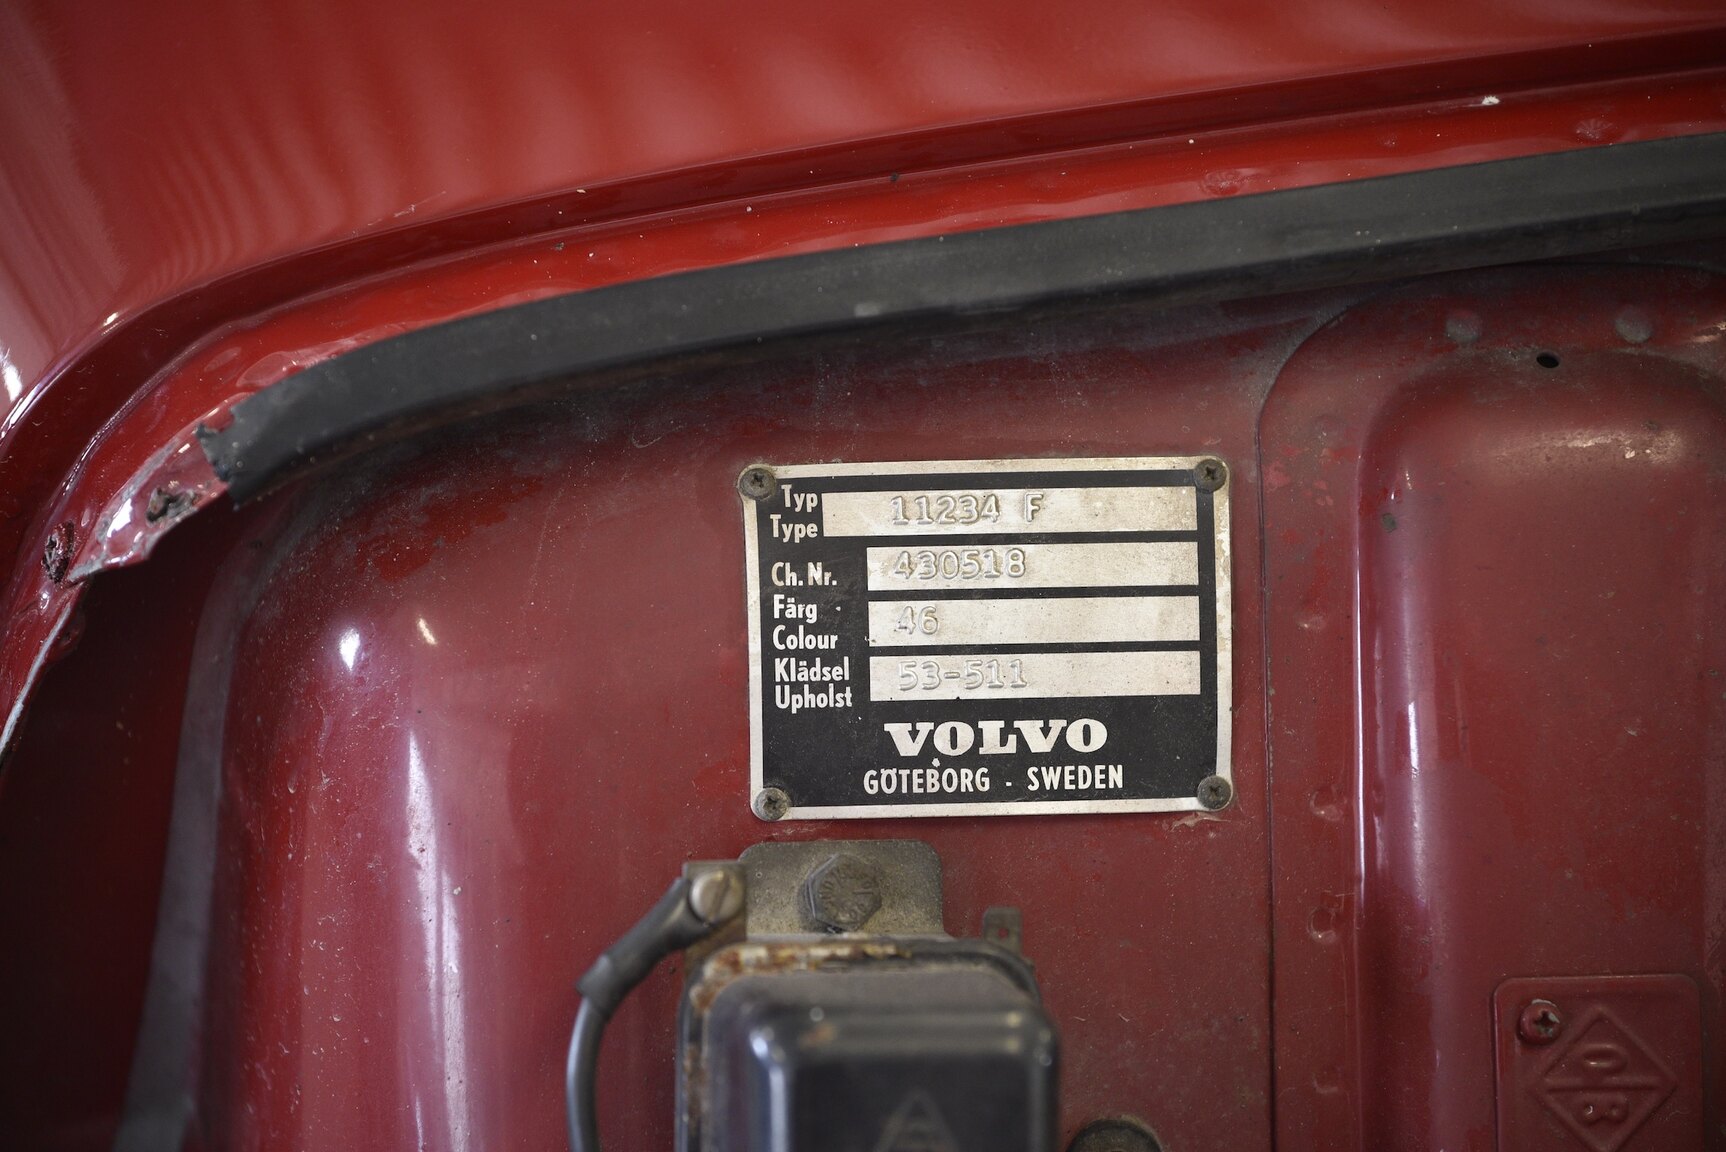 Typ
Type 11234 F
Ch. Nr. 430518
Färg
Colour 46
Klädsel
Upholst 53-511
VOLVO
GÖTEBORG - SWEDEN